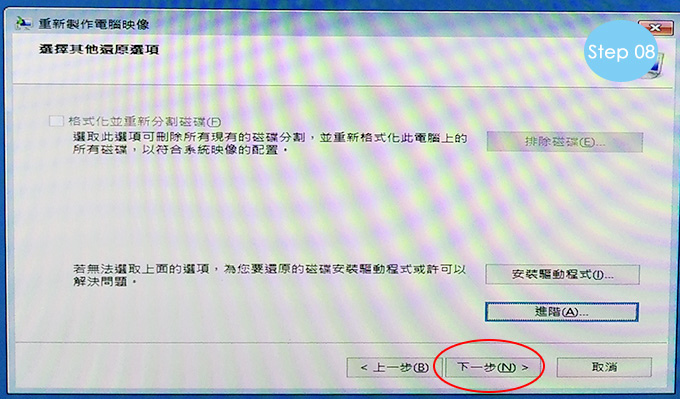 重新製作電腦映像
Step 08
選擇其他還原選項
格式化並重新分割磁碟(F)
選取此選項可刪除所有現有的磁碟分割，並重新格式化此電腦上的
所有磁碟，以符合系統映像的配置。
排除磁碟(E)...
若無法選取上面的選項，為您要還原的磁碟安裝驅動程式或許可以
解決問題。
安裝驅動程式(I)...
進階(A)...
< 上一步(B)
下一步(N) >
取消